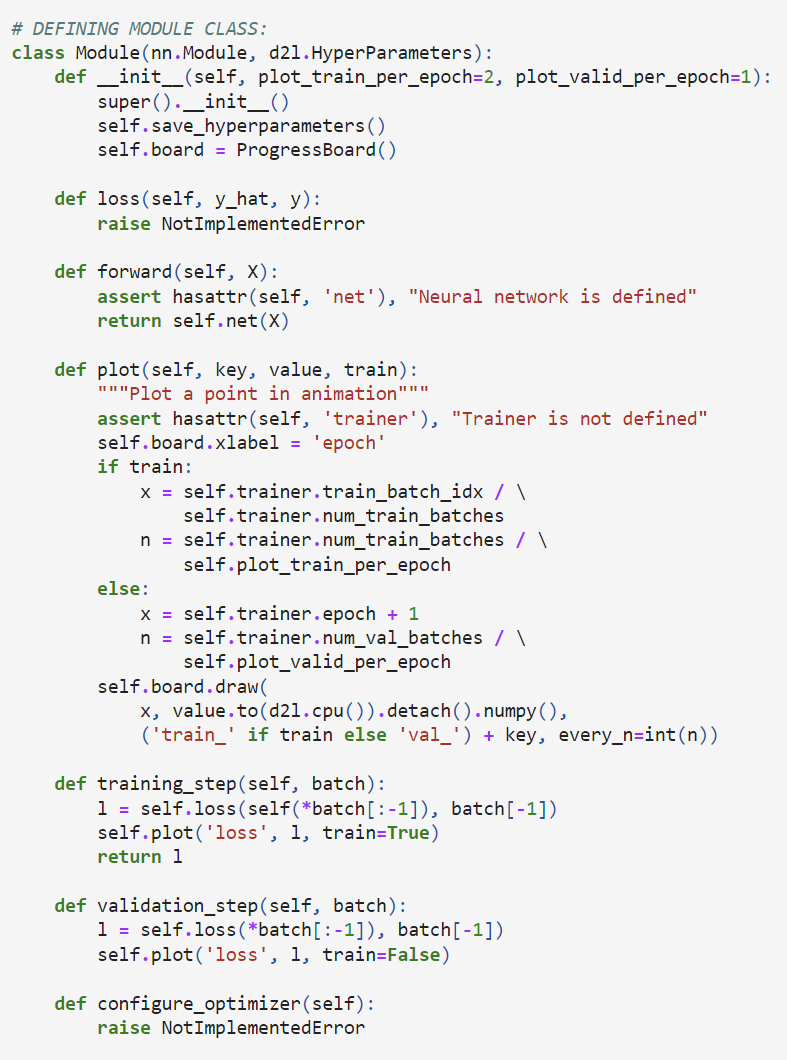 # DEFINING MODULE CLASS:
class Module(nn.Module, d2l.HyperParameters):
    def __init__(self, plot_train_per_epoch=2, plot_valid_per_epoch=1):
        super().__init__()
        self.save_hyperparameters()
        self.board = ProgressBoard()

    def loss(self, y_hat, y):
        raise NotImplementedError

    def forward(self, X):
        assert hasattr(self, 'net'), "Neural network is defined"
        return self.net(X)

    def plot(self, key, value, train):
        """Plot a point in animation"""
        assert hasattr(self, 'trainer'), "Trainer is not defined"
        self.board.xlabel = 'epoch'
        if train:
            x = self.trainer.train_batch_idx / \
                self.trainer.num_train_batches
            n = self.trainer.num_train_batches / \
                self.plot_train_per_epoch
        else:
            x = self.trainer.epoch + 1
            n = self.trainer.num_val_batches / \
                self.plot_valid_per_epoch
        self.board.draw(
            x, value.to(d2l.cpu()).detach().numpy(),
            ('train_' if train else 'val_') + key, every_n=int(n))

    def training_step(self, batch):
        l = self.loss(self(*batch[:-1]), batch[-1])
        self.plot('loss', l, train=True)
        return l

    def validation_step(self, batch):
        l = self.loss(*batch[:-1]), batch[-1])
        self.plot('loss', l, train=False)

    def configure_optimizer(self):
        raise NotImplementedError